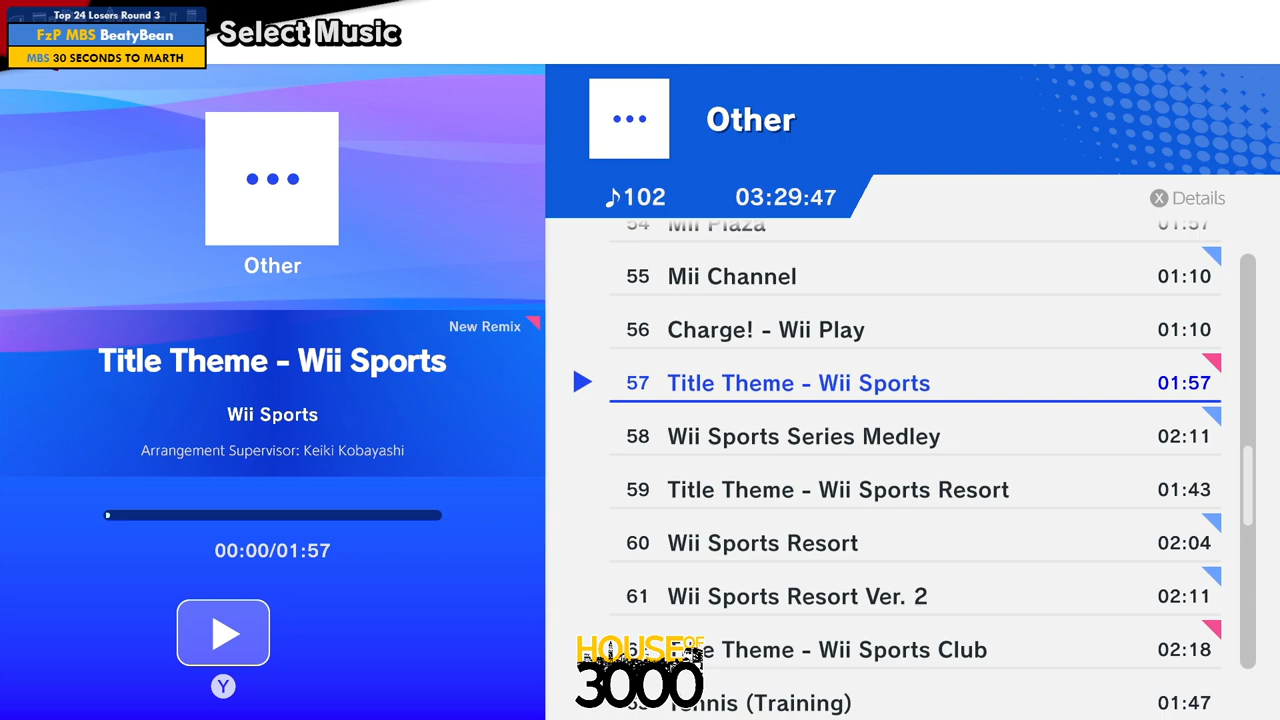 Top 24 Losers Round 3
FzP MBS BeatyBean
MBS 30 SECONDS TO MARTH
Select Music
Other
New Remix
Title Theme - Wii Sports
Wii Sports
Arrangement Supervisor: Keiki Kobayashi
00:00/01:57
Y
Other
♪102 03:29:47
X Details
54 Mii Plaza 01:57
55 Mii Channel 01:10
56 Charge! - Wii Play 01:10
57 Title Theme - Wii Sports 01:57
58 Wii Sports Series Medley 02:11
59 Title Theme - Wii Sports Resort 01:43
60 Wii Sports Resort 02:04
61 Wii Sports Resort Ver. 2 02:11
Theme - Wii Sports Club 02:18
(Training) 01:47
HOUSE OF
3000